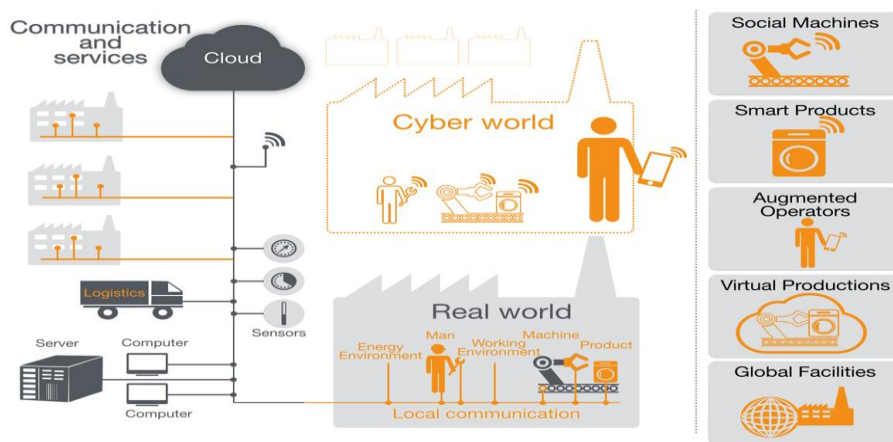 Communication
and
services
Cloud
Logistics
Sensors
Server
Computer
Computer
Cyber world
Real world
Energy
Environment
Man
Working
Environment
Machine
Product
Local communication
Social Machines
Smart Products
Augmented
Operators
Virtual Productions
Global Facilities